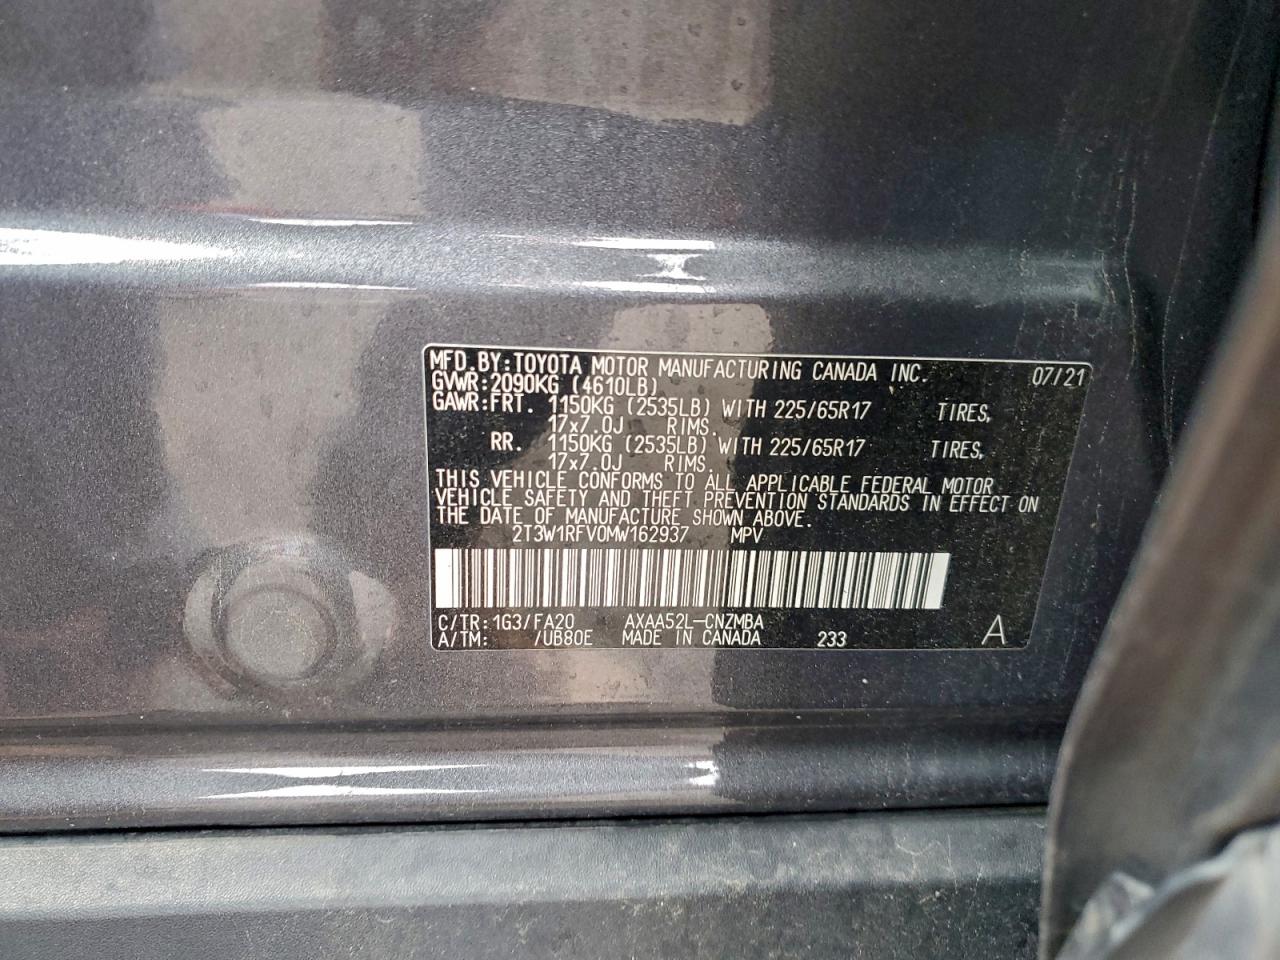 MFD.BY:TOYOTA MOTOR MANUFACTURING CANADA INC. 07/21
GVWR:2090KG (4610LB)
GAWR:FRT. 1150KG (2535LB) WITH 225/65R17 TIRES,
17x7.0J RIMS.
RR. 1150KG (2535LB) WITH 225/65R17 TIRES,
17x7.0J RIMS.
THIS VEHICLE CONFORMS TO ALL APPLICABLE FEDERAL MOTOR
VEHICLE SAFETY AND THEFT PREVENTION STANDARDS IN EFFECT ON
THE DATE OF MANUFACTURE SHOWN ABOVE.
2T3W1RFV0MW162937 MPV
C/TR:1G3/FA20 AXAA52L-CNZMBA
A/TM: /UB80E MADE IN CANADA 233 A